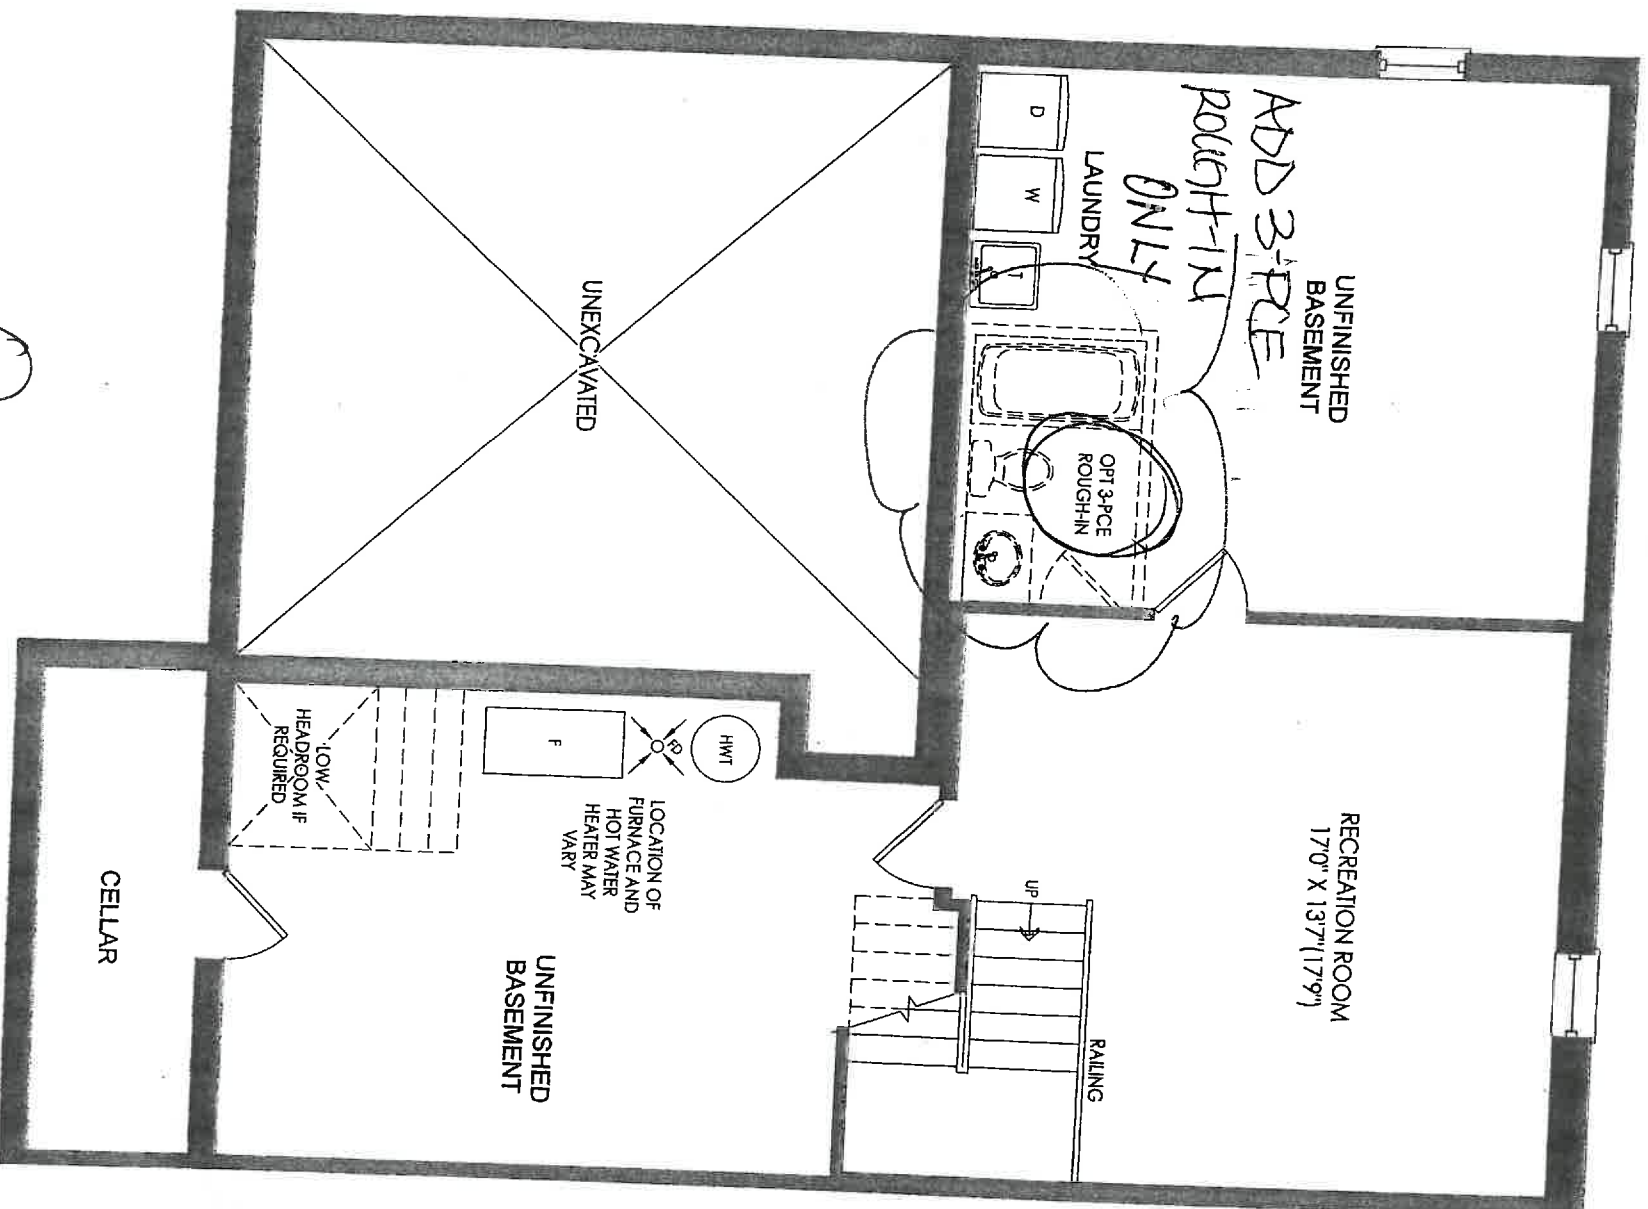 UNFINISHED
BASEMENT
ADD 3-PCE
ROUGH-IN
ONLY
LAUNDRY
D
W
T
OPT 3-PCE
ROUGH-IN
RECREATION ROOM
17'0" X 13'7"(17'9")
UP
RAILING
UNEXCAVATED
HWT
FD
F
LOCATION OF
FURNACE AND
HOT WATER
HEATER MAY
VARY
LOW
HEADROOM IF
REQUIRED
UNFINISHED
BASEMENT
CELLAR